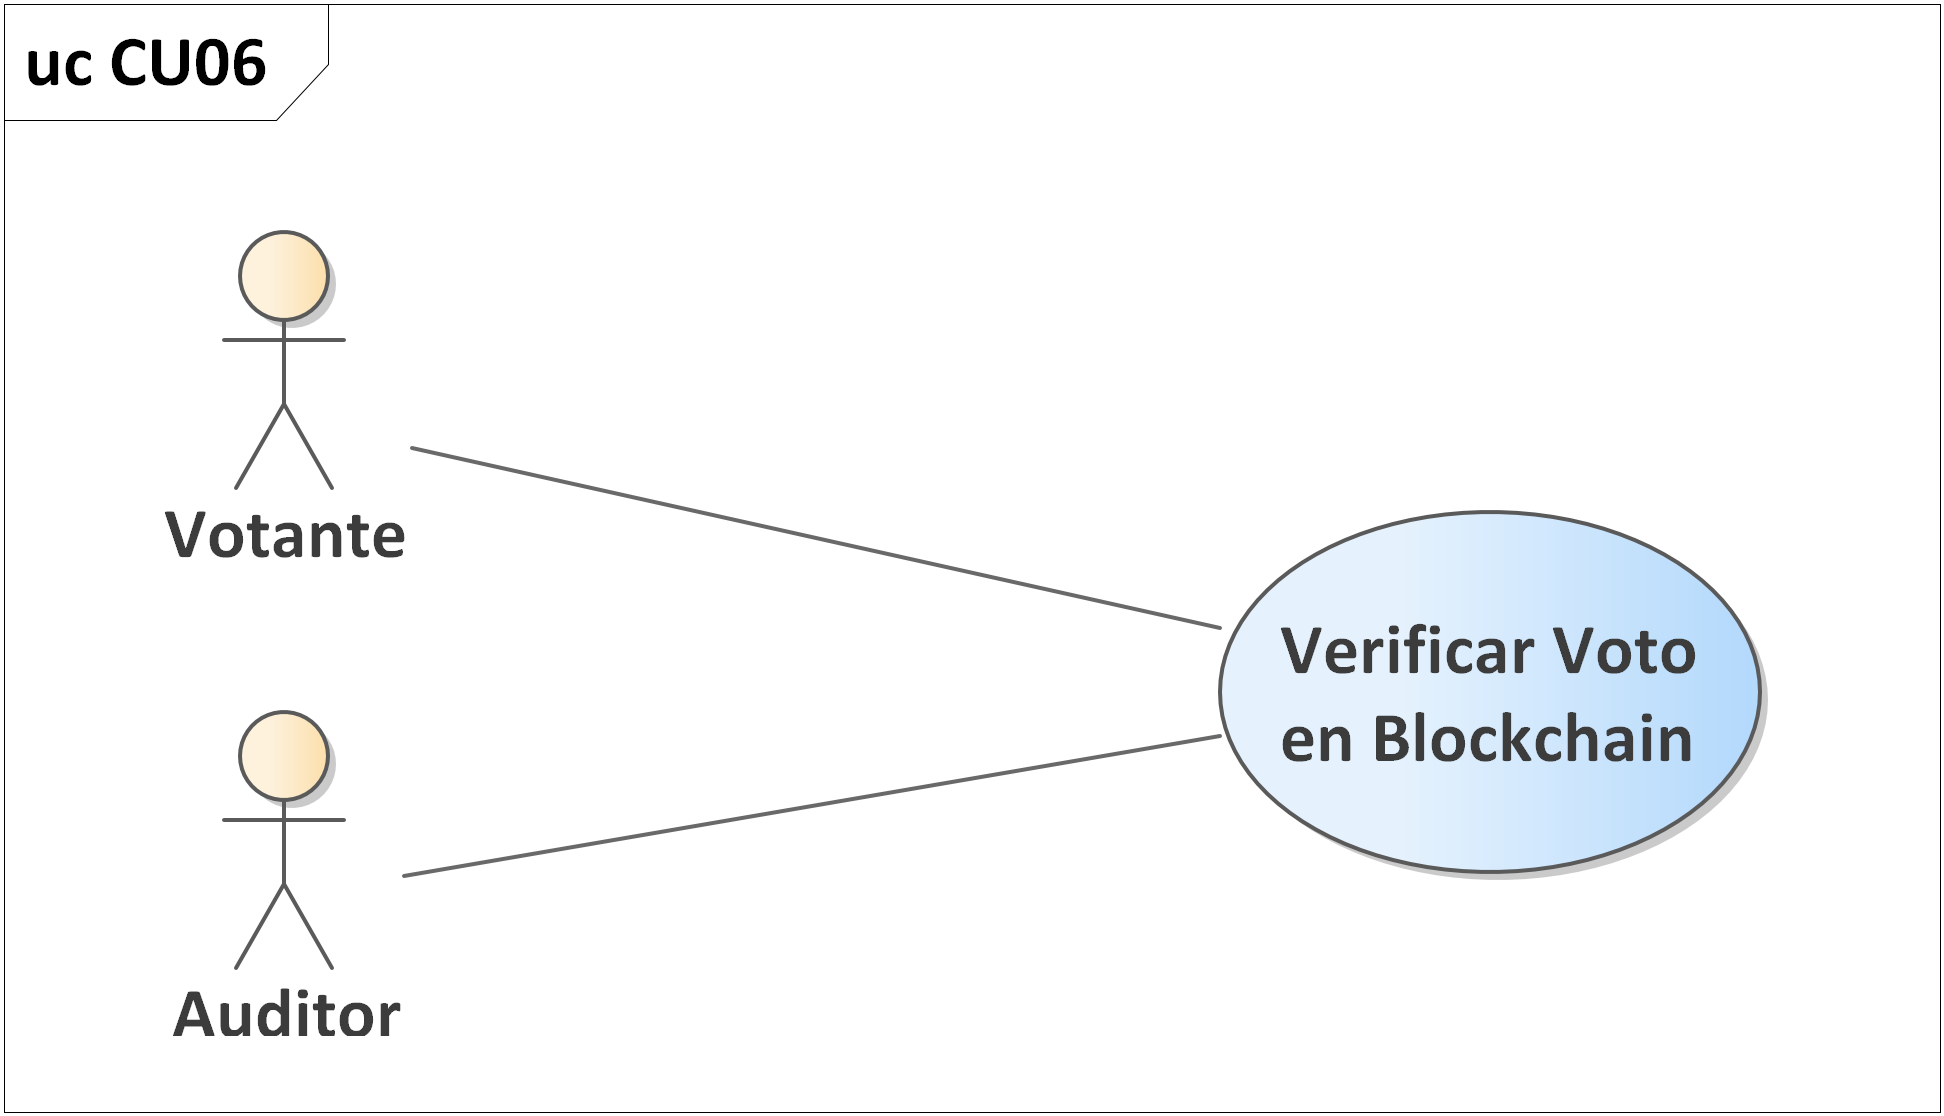 uc CU06
Votante
Verificar Voto
en Blockchain
Auditor